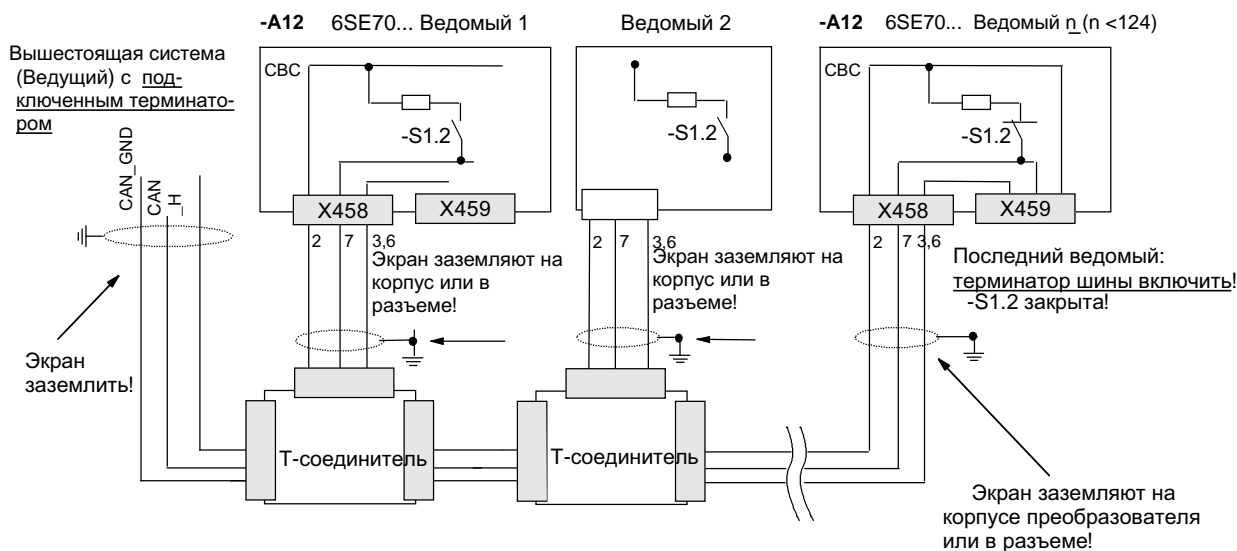 -A12 6SE70... Ведомый 1
Ведомый 2
-A12 6SE70... Ведомый n (n <124)
Вышестоящая система
(Ведущий) с под-
ключенным терминато-
ром
CBC
-S1.2
X458
X459
2 7 3,6
-S1.2
2 7 3,6
CBC
-S1.2
X458
X459
2 7 3,6
CAN_GND
CAN
_H
Экран заземляют на
корпус или в
разъеме!
Экран заземляют на
корпус или в
разъеме!
Последний ведомый:
терминатор шины включить!
-S1.2 закрыта!
Экран
заземлить!
Т-соединитель
Т-соединитель
Экран заземляют на
корпусе преобразователя
или в разъеме!